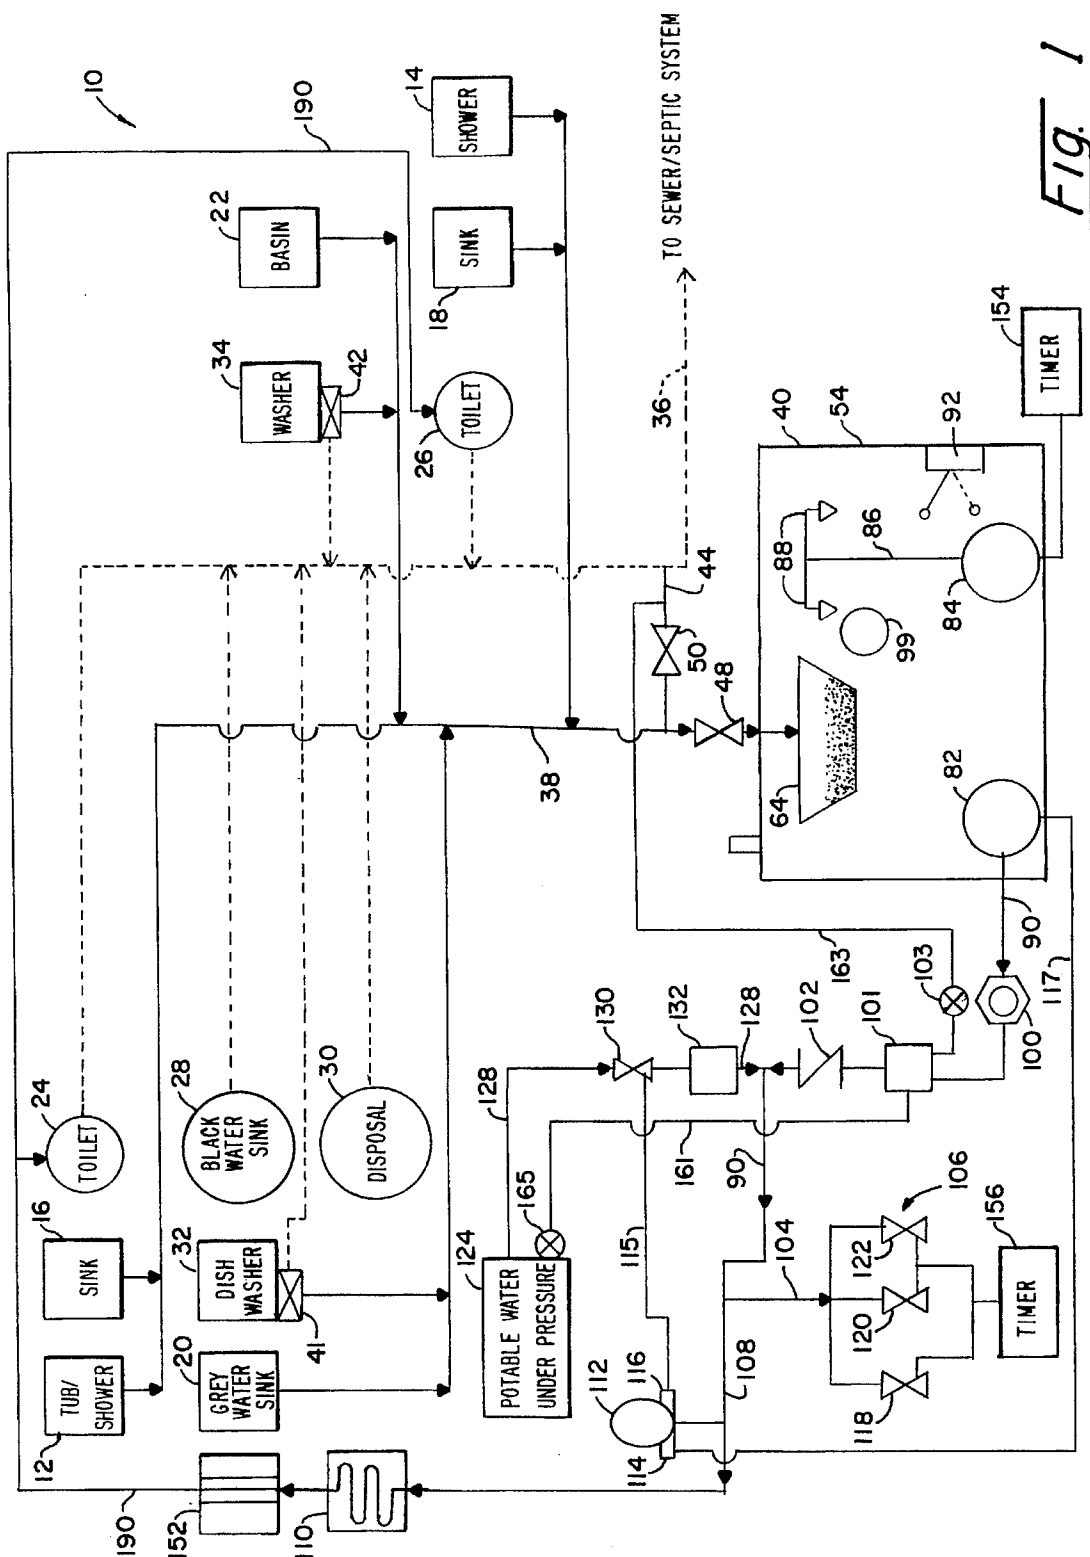 190
12
TUB/
SHOWER
SINK
16
TOILET
24
10
152
20
GREY
WATER
SINK
32
DISH
WASHER
28
BLACK
WATER
SINK
34
WASHER
22
BASIN
190
110
41
30
DISPOSAL
42
124
POTABLE WATER
UNDER PRESSURE
165
128
26
TOILET
18
SINK
14
SHOWER
38
112
114
116
115
130
132
128
161
90
102
50
48
44
36
TO SEWER/SEPTIC SYSTEM
108
104
64
40
54
88
86
99
92
163
118
120
122
106
101
103
82
84
156
TIMER
100
90
117
154
TIMER
Fig. 1